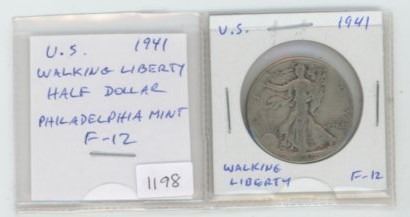 U.S. 1941
WALKING LIBERTY
HALF DOLLAR
PHILADELPHIA MINT
F-12
1198
U.S. 1941
WALKING
LIBERTY F-12